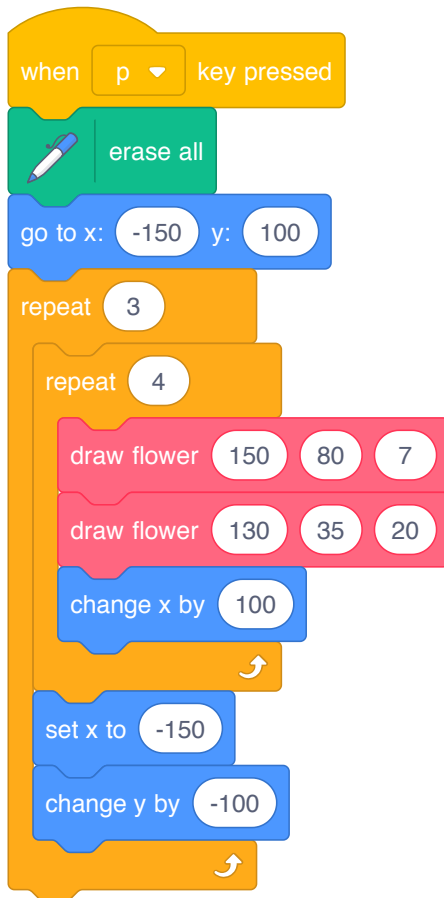 when p key pressed
erase all
go to x: -150 y: 100
repeat 3
repeat 4
draw flower 150 80 7
draw flower 130 35 20
change x by 100
set x to -150
change y by -100